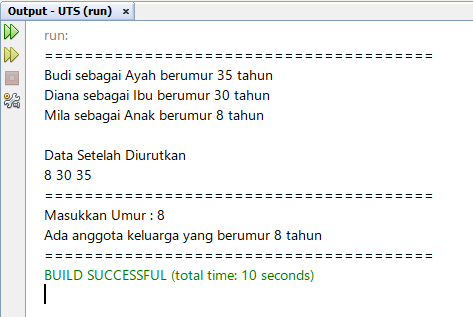 Output - UTS (run)
run:
=====================================
Budi sebagai Ayah berumur 35 tahun
Diana sebagai Ibu berumur 30 tahun
Mila sebagai Anak berumur 8 tahun
Data Setelah Diurutkan
8 30 35
=====================================
Masukkan Umur : 8
Ada anggota keluarga yang berumur 8 tahun
=====================================
BUILD SUCCESSFUL (total time: 10 seconds)